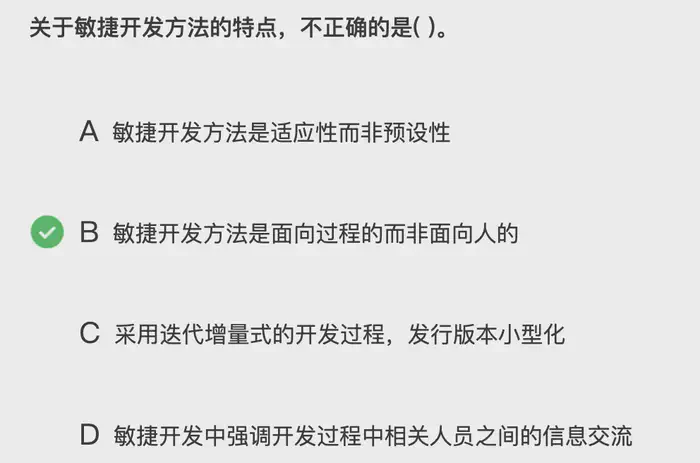 关于敏捷开发方法的特点，不正确的是( )。
A 敏捷开发方法是适应性而非预设性
B 敏捷开发方法是面向过程的而非面向人的
C 采用迭代增量式的开发过程，发行版本小型化
D 敏捷开发中强调开发过程中相关人员之间的信息交流